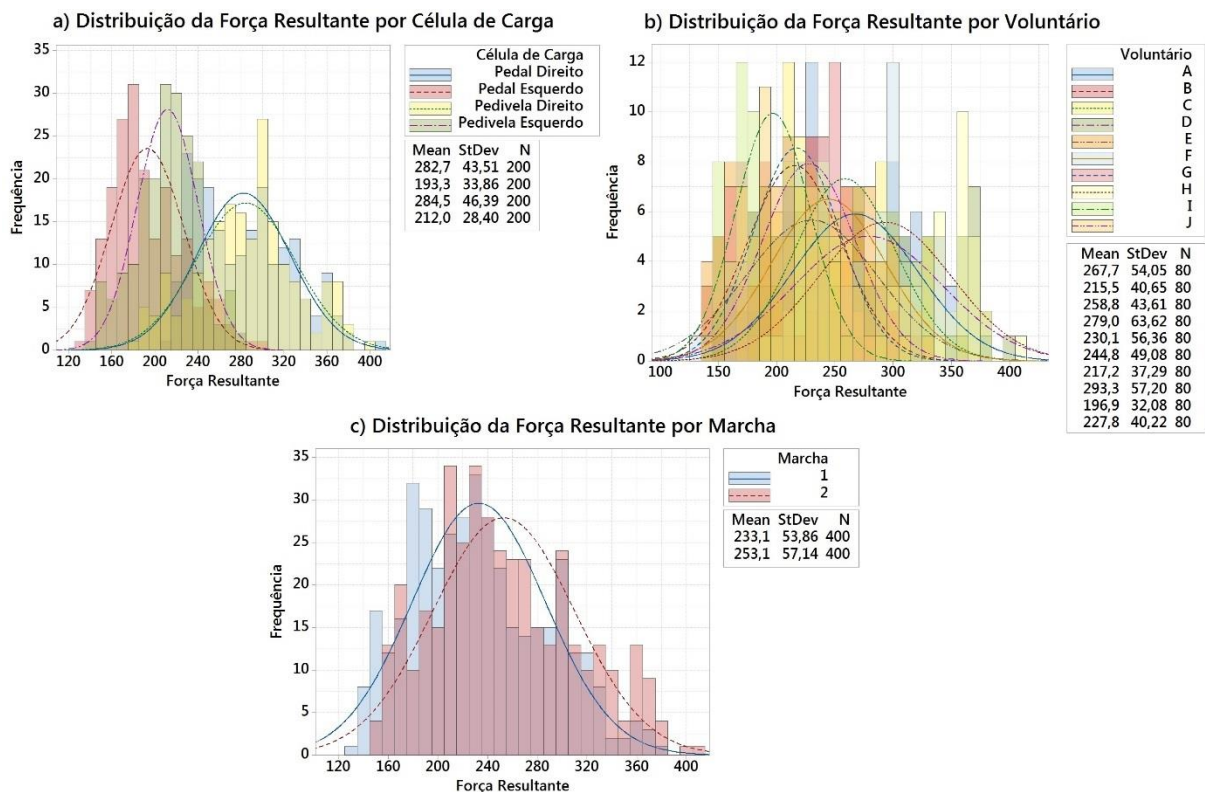 a) Distribuição da Força Resultante por Célula de Carga
35
30
25
20
15
10
5
0
Frequência
120 160 200 240 280 320 360 400
Força Resultante
Célula de Carga
Pedal Direito
Pedal Esquerdo
Pedivela Direito
Pedivela Esquerdo
Mean StDev N
282,7 43,51 200
193,3 33,86 200
284,5 46,39 200
212,0 28,40 200
b) Distribuição da Força Resultante por Voluntário
12
10
8
6
4
2
0
Frequência
100 150 200 250 300 350 400
Força Resultante
Voluntário
A
B
C
D
E
F
G
H
I
J
Mean StDev N
267,7 54,05 80
215,5 40,65 80
258,8 43,61 80
279,0 63,62 80
230,1 56,36 80
244,8 49,08 80
217,2 37,29 80
293,3 57,20 80
196,9 32,08 80
227,8 40,22 80
c) Distribuição da Força Resultante por Marcha
35
30
25
20
15
10
5
0
Frequência
120 160 200 240 280 320 360 400
Força Resultante
Marcha
1
2
Mean StDev N
233,1 53,86 400
253,1 57,14 400